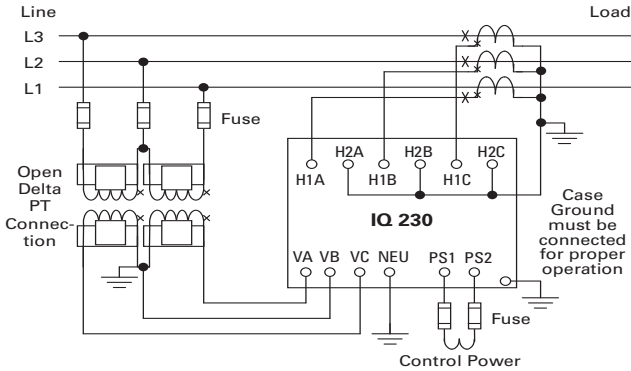 Line
Load
L3
L2
L1
Fuse
H2A H2B H2C
H1A H1B H1C
Open
Delta
PT
Connec-
tion
IQ 230
Case
Ground
must be
connected
for proper
operation
VA VB VC NEU PS1 PS2
Fuse
Control Power